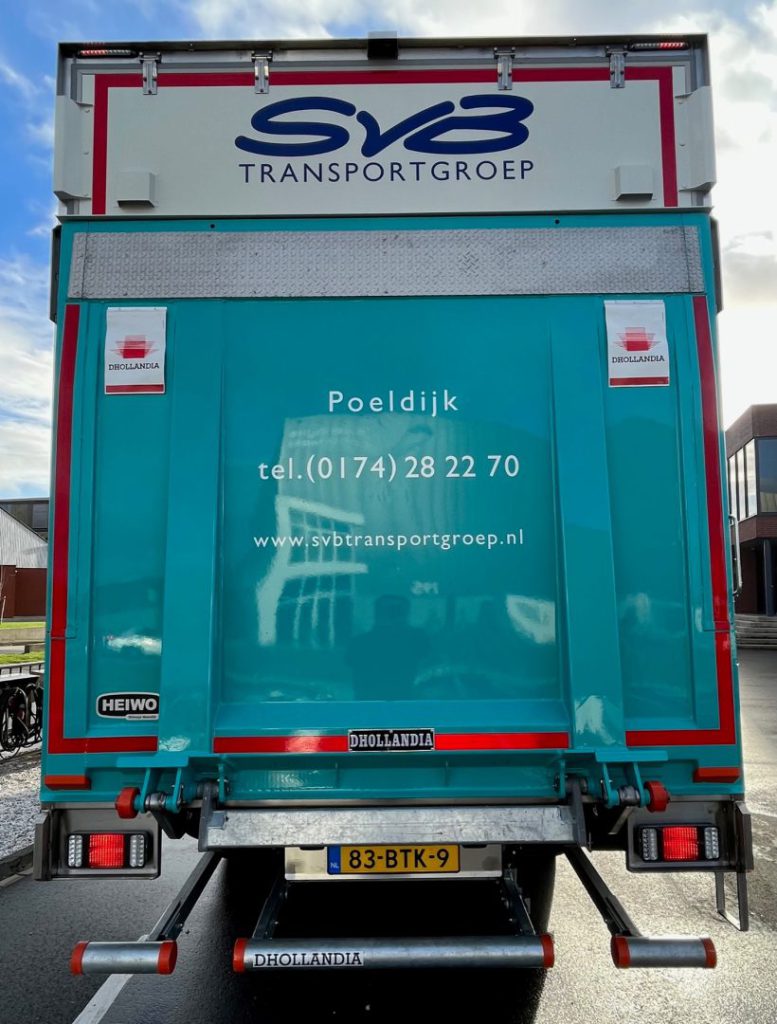 SVB
TRANSPORTGROEP
DHOLLANDIA
DHOLLANDIA
Poeldijk
tel.(0174) 28 22 70
www.svbtransportgroep.nl
HEIWO
DHOLLANDIA
NL 83-BTK-9
DHOLLANDIA